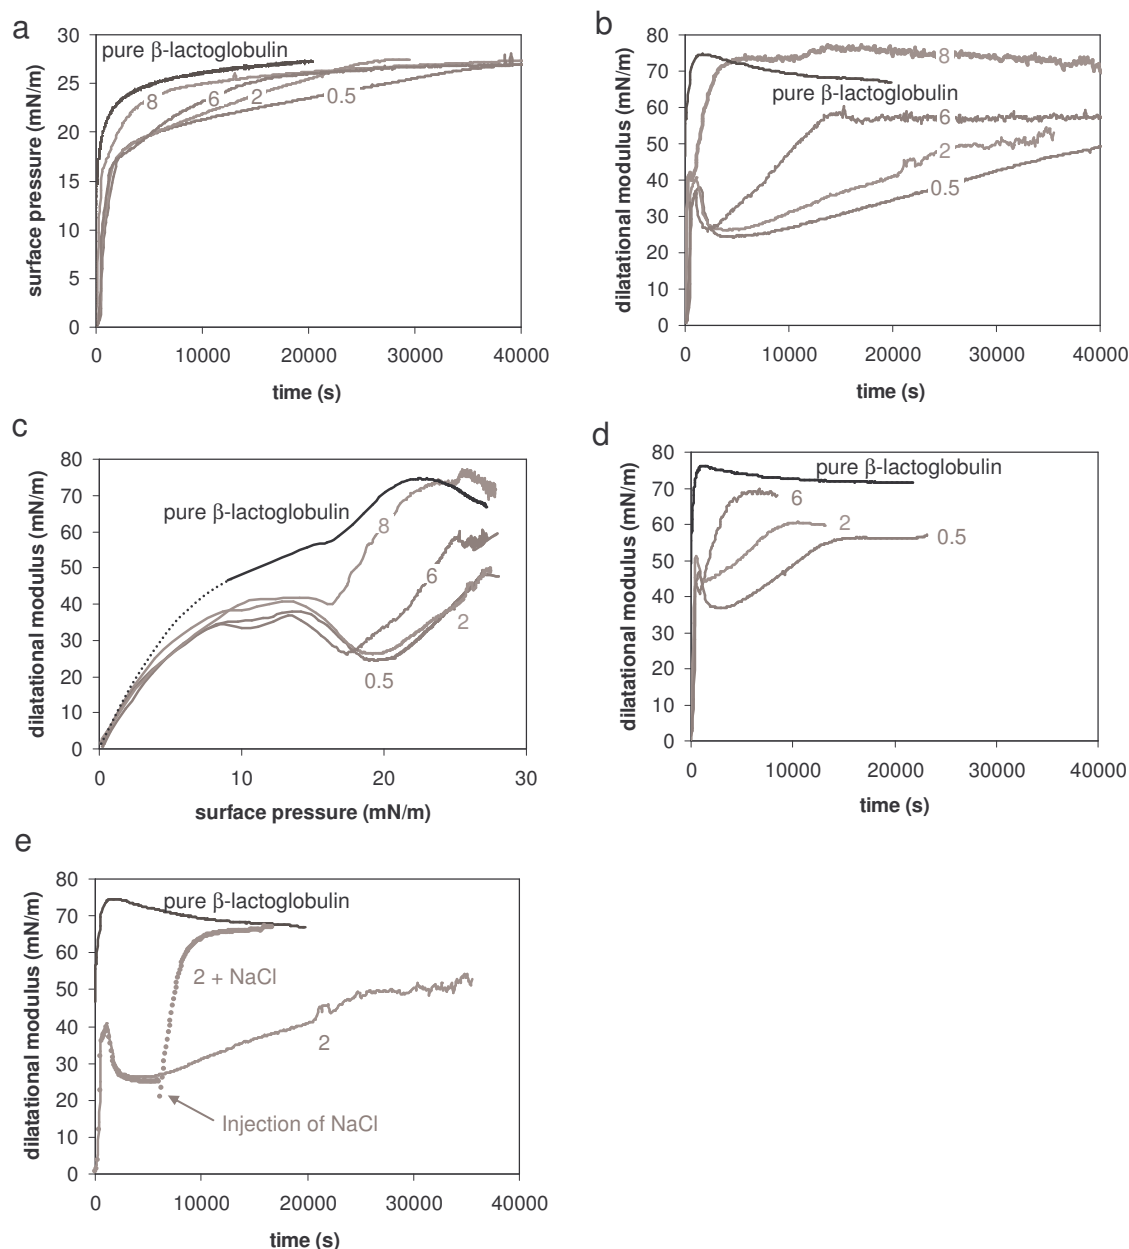 a
surface pressure (mN/m)
30
25
20
15
10
5
0
pure β-lactoglobulin
8
6
2
0.5
0 10000 20000 30000 40000
time (s)
b
dilatational modulus (mN/m)
80
70
60
50
40
30
20
10
0
8
pure β-lactoglobulin
6
2
0.5
0 10000 20000 30000 40000
time (s)
c
dilatational modulus (mN/m)
80
70
60
50
40
30
20
10
0
pure β-lactoglobulin
8
6
2
0.5
0 10 20 30
surface pressure (mN/m)
d
dilatational modulus (mN/m)
80
70
60
50
40
30
20
10
0
pure β-lactoglobulin
6
2
0.5
0 10000 20000 30000 40000
time (s)
e
dilatational modulus (mN/m)
80
70
60
50
40
30
20
10
0
pure β-lactoglobulin
2 + NaCl
2
Injection of NaCl
0 10000 20000 30000 40000
time (s)